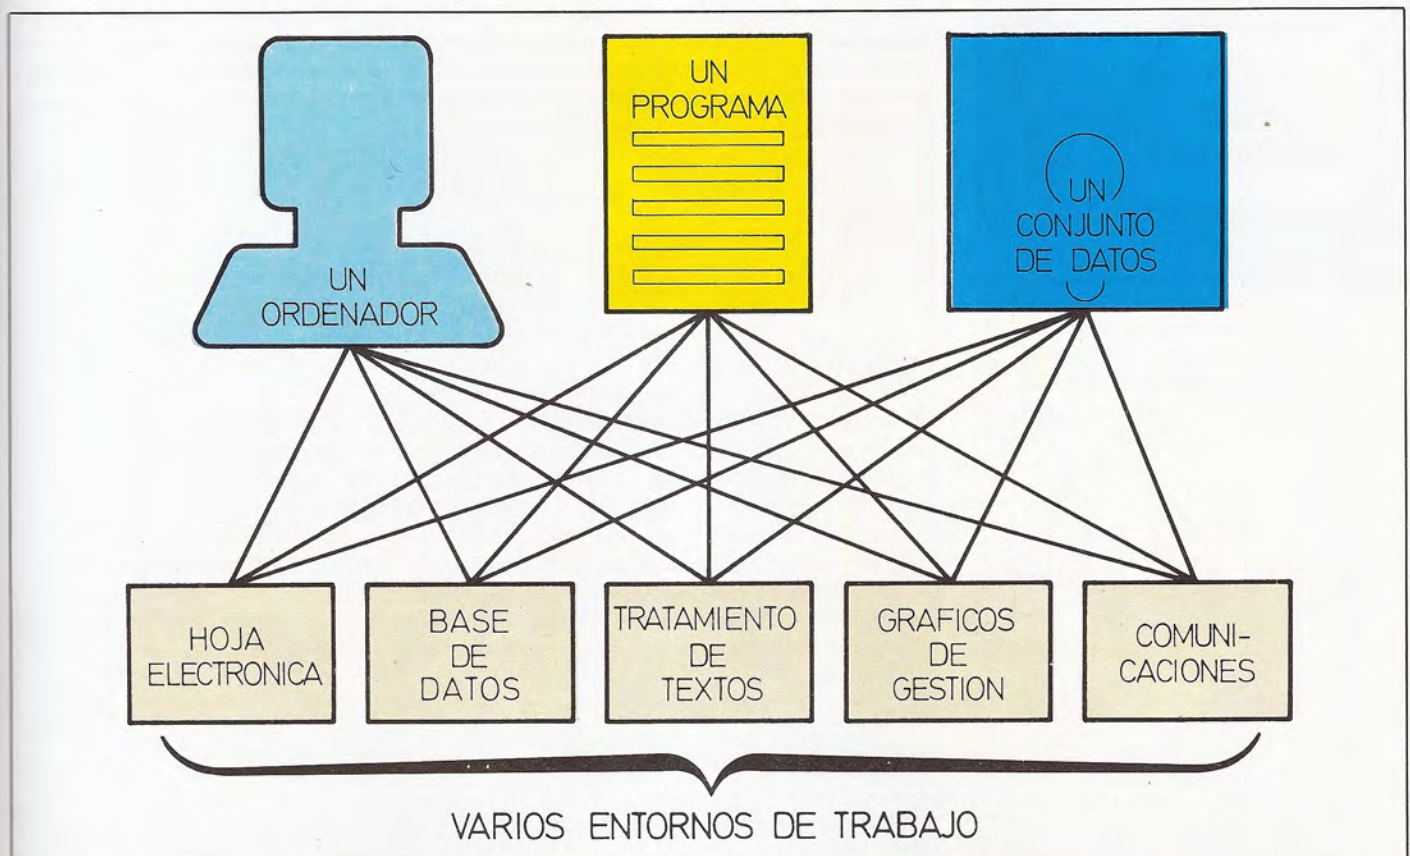 UN
ORDENADOR
UN
PROGRAMA
UN
CONJUNTO
DE DATOS
HOJA
ELECTRONICA
BASE
DE
DATOS
TRATAMIENTO
DE
TEXTOS
GRAFICOS
DE
GESTION
COMUNI-
CACIONES
VARIOS ENTORNOS DE TRABAJO